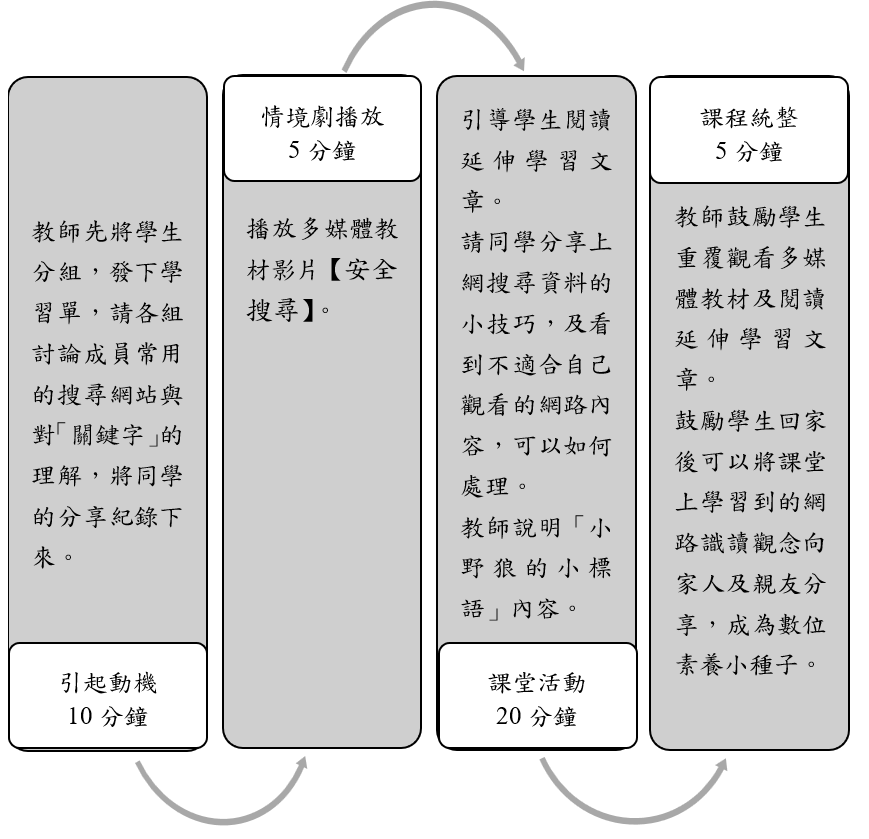 教師先將學生
分組，發下學
習單，請各組
討論成員常用
的搜尋網站與
對「關鍵字」的
理解，將同學
的分享紀錄下
來。
引起動機
10 分鐘
情境劇播放
5 分鐘
播放多媒體教
材影片【安全
搜尋】。
引導學生閱讀
延伸學習文
章。
請同學分享上
網搜尋資料的
小技巧，及看
到不適合自己
觀看的網路內
容，可以如何
處理。
教師說明「小
野狼的小標
語」內容。
課堂活動
20 分鐘
課程統整
5 分鐘
教師鼓勵學生
重覆觀看多媒
體教材及閱讀
延伸學習文
章。
鼓勵學生回家
後可以將課堂
上學習到的網
路識讀觀念向
家人及親友分
享，成為數位
素養小種子。